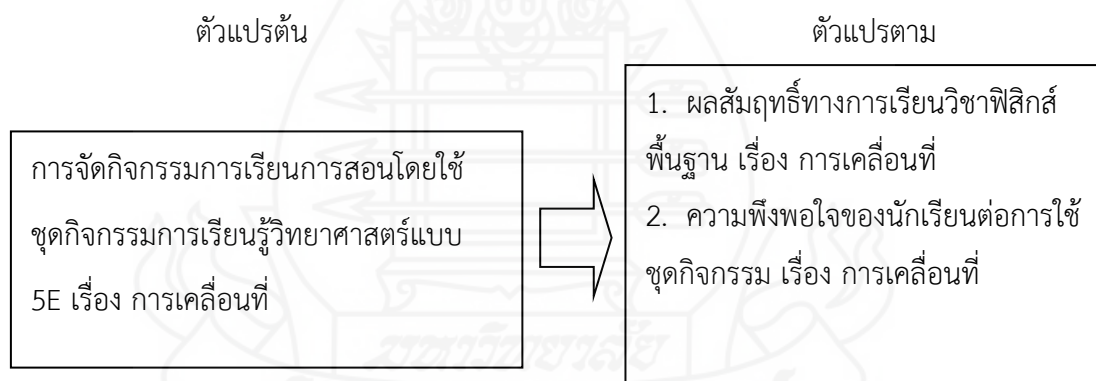 ตัวแปรต้น
ตัวแปรตาม
การจัดกิจกรรมการเรียนการสอนโดยใช้
ชุดกิจกรรมการเรียนรู้วิทยาศาสตร์แบบ
5E เรื่อง การเคลื่อนที่
1. ผลสัมฤทธิ์ทางการเรียนวิชาฟิสิกส์
พื้นฐาน เรื่อง การเคลื่อนที่
2. ความพึงพอใจของนักเรียนต่อการใช้
ชุดกิจกรรม เรื่อง การเคลื่อนที่
มหาวิทยาลัย